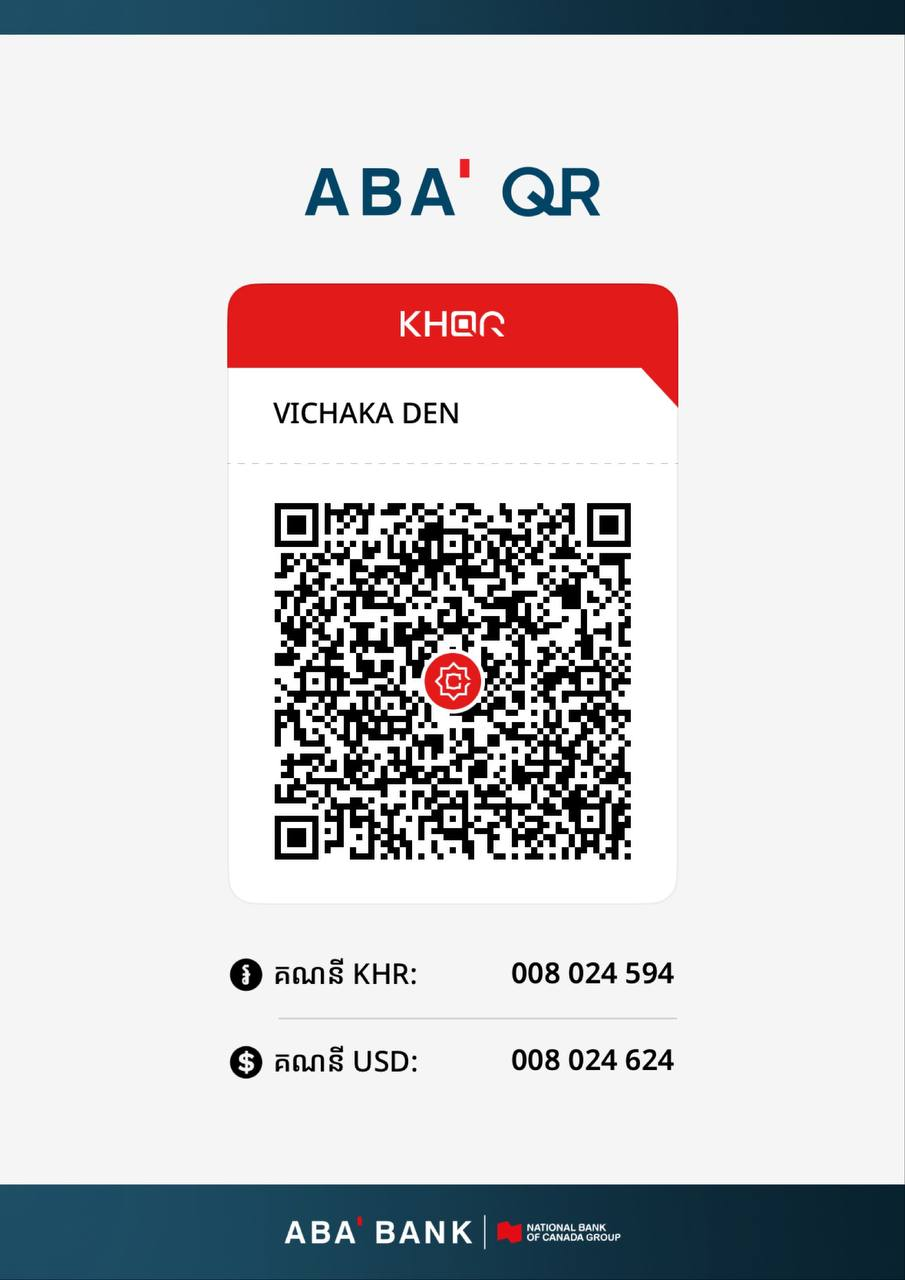 ABA' QR
KHQR
VICHAKA DEN
គណនី KHR: 008 024 594
គណនី USD: 008 024 624
ABA' BANK | NATIONAL BANK
OF CANADA GROUP